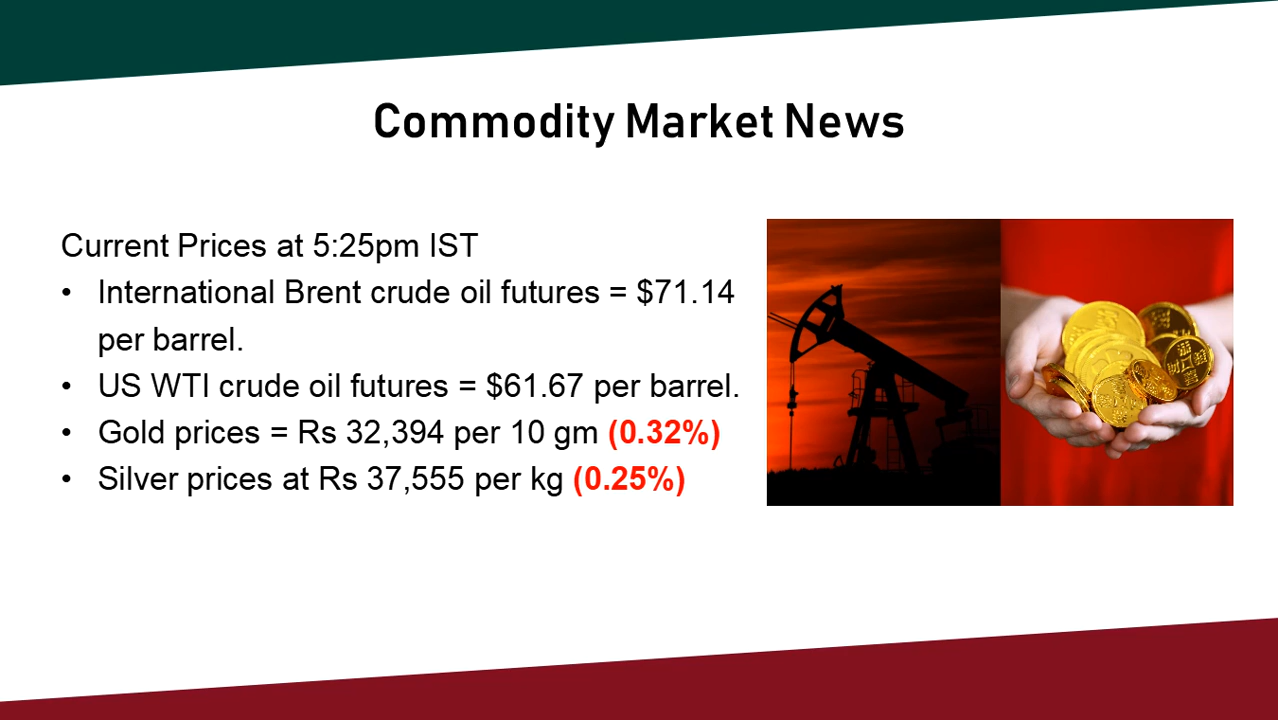 Commodity Market News
Current Prices at 5:25pm IST
• International Brent crude oil futures = $71.14
per barrel.
• US WTI crude oil futures = $61.67 per barrel.
• Gold prices = Rs 32,394 per 10 gm (0.32%)
• Silver prices at Rs 37,555 per kg (0.25%)